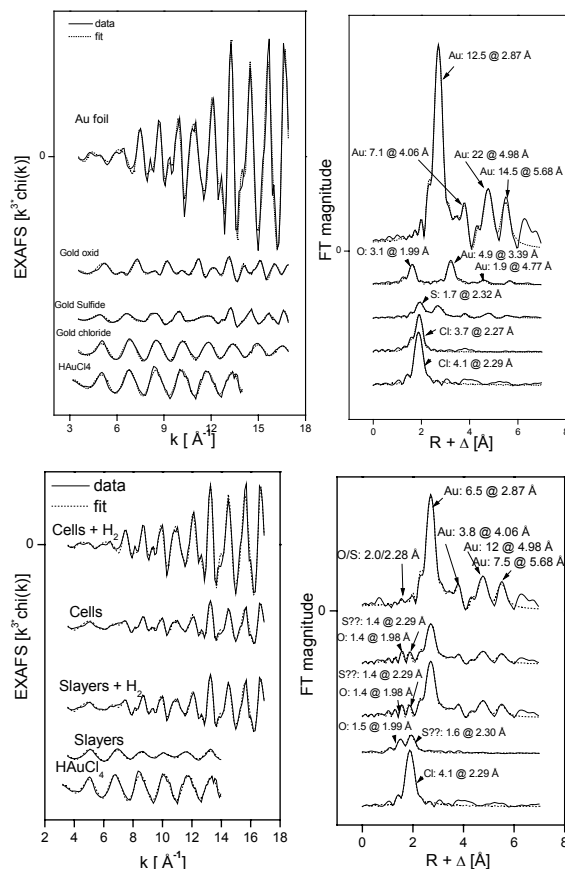 data
fit
Au foil
0
Gold oxid
Gold Sulfide
Gold chloride
HAuCl4
EXAFS [k³*chi(k)]
3 6 9 12 15 18
k [ Å⁻¹]
Au: 12.5 @ 2.87 Å
Au: 7.1 @ 4.06 Å
Au: 22 @ 4.98 Å
Au: 14.5 @ 5.68 Å
0
O: 3.1 @ 1.99 Å
Au: 4.9 @ 3.39 Å
Au: 1.9 @ 4.77 Å
S: 1.7 @ 2.32 Å
Cl: 3.7 @ 2.27 Å
Cl: 4.1 @ 2.29 Å
FT magnitude
0 2 4 6
R + Δ [Å]
data
fit
Cells + H₂
0
Cells
Slayers + H₂
Slayers
HAuCl₄
EXAFS [k³*chi(k)]
2 4 6 8 10 12 14 16 18
k [ Å⁻¹]
Au: 6.5 @ 2.87 Å
Au: 3.8 @ 4.06 Å
Au: 12 @ 4.98 Å
Au: 7.5 @ 5.68 Å
O/S: 2.0/2.28 Å
0
S??: 1.4 @ 2.29 Å
O: 1.4 @ 1.98 Å
S??: 1.4 @ 2.29 Å
O: 1.4 @ 1.98 Å
O: 1.5 @ 1.99 Å
S??: 1.6 @ 2.30 Å
Cl: 4.1 @ 2.29 Å
FT magnitude
0 2 4 6
R + Δ [Å]